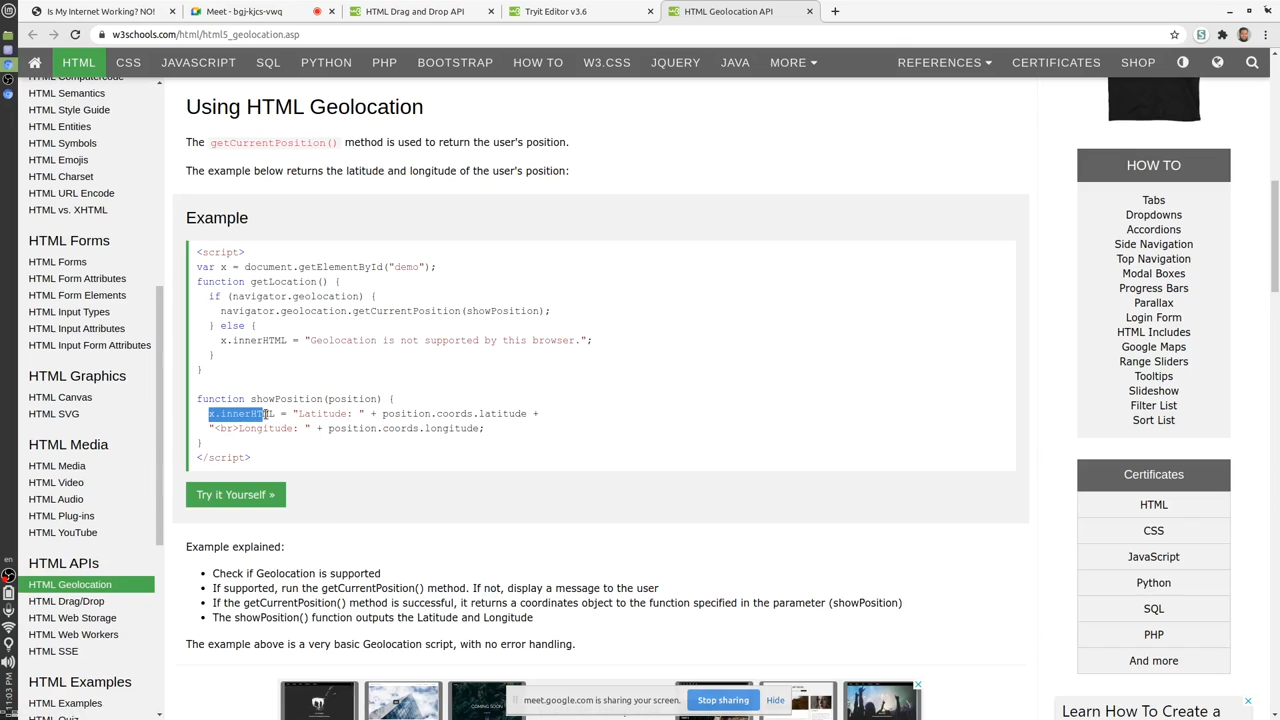 Is My Internet Working? NO!
Meet - bgj-kjcs-vwq
HTML Drag and Drop API
Tryit Editor v3.6
HTML Geolocation API
w3schools.com/html/html5_geolocation.asp
HTML CSS JAVASCRIPT SQL PYTHON PHP BOOTSTRAP HOW TO W3.CSS JQUERY JAVA MORE REFERENCES CERTIFICATES SHOP
HTML Computercode
HTML Semantics
HTML Style Guide
HTML Entities
HTML Symbols
HTML Emojis
HTML Charset
HTML URL Encode
HTML vs. XHTML
HTML Forms
HTML Forms
HTML Form Attributes
HTML Form Elements
HTML Input Types
HTML Input Attributes
HTML Input Form Attributes
HTML Graphics
HTML Canvas
HTML SVG
HTML Media
HTML Media
HTML Video
HTML Audio
HTML Plug-ins
HTML YouTube
HTML APIs
HTML Geolocation
HTML Drag/Drop
HTML Web Storage
HTML Web Workers
HTML SSE
HTML Examples
HTML Examples
HTML Quiz
en
9:03 PM
Using HTML Geolocation
The getCurrentPosition() method is used to return the user's position.
The example below returns the latitude and longitude of the user's position:
Example
<script>
var x = document.getElementById("demo");
function getLocation() {
if (navigator.geolocation) {
navigator.geolocation.getCurrentPosition(showPosition);
} else {
x.innerHTML = "Geolocation is not supported by this browser.";
}
}
function showPosition(position) {
x.innerHTML = "Latitude: " + position.coords.latitude +
"<br>Longitude: " + position.coords.longitude;
}
</script>
Try it Yourself »
Example explained:
• Check if Geolocation is supported
• If supported, run the getCurrentPosition() method. If not, display a message to the user
• If the getCurrentPosition() method is successful, it returns a coordinates object to the function specified in the parameter (showPosition)
• The showPosition() function outputs the Latitude and Longitude
The example above is a very basic Geolocation script, with no error handling.
meet.google.com is sharing your screen.
Stop sharing
Hide
HOW TO
Tabs
Dropdowns
Accordions
Side Navigation
Top Navigation
Modal Boxes
Progress Bars
Parallax
Login Form
HTML Includes
Google Maps
Range Sliders
Tooltips
Slideshow
Filter List
Sort List
Certificates
HTML
CSS
JavaScript
Python
SQL
PHP
And more
Learn How To Create a